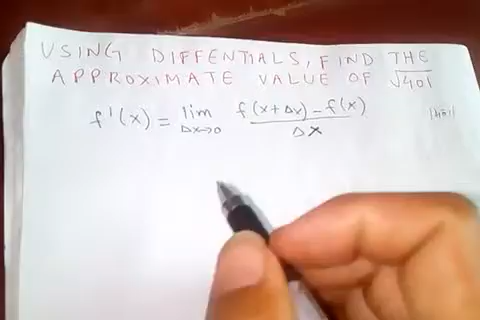 USING DIFFENTIALS, FIND THE
APPROXIMATE VALUE OF √401
f'(x) = lim Δx→0 f(x+Δx) - f(x) / Δx